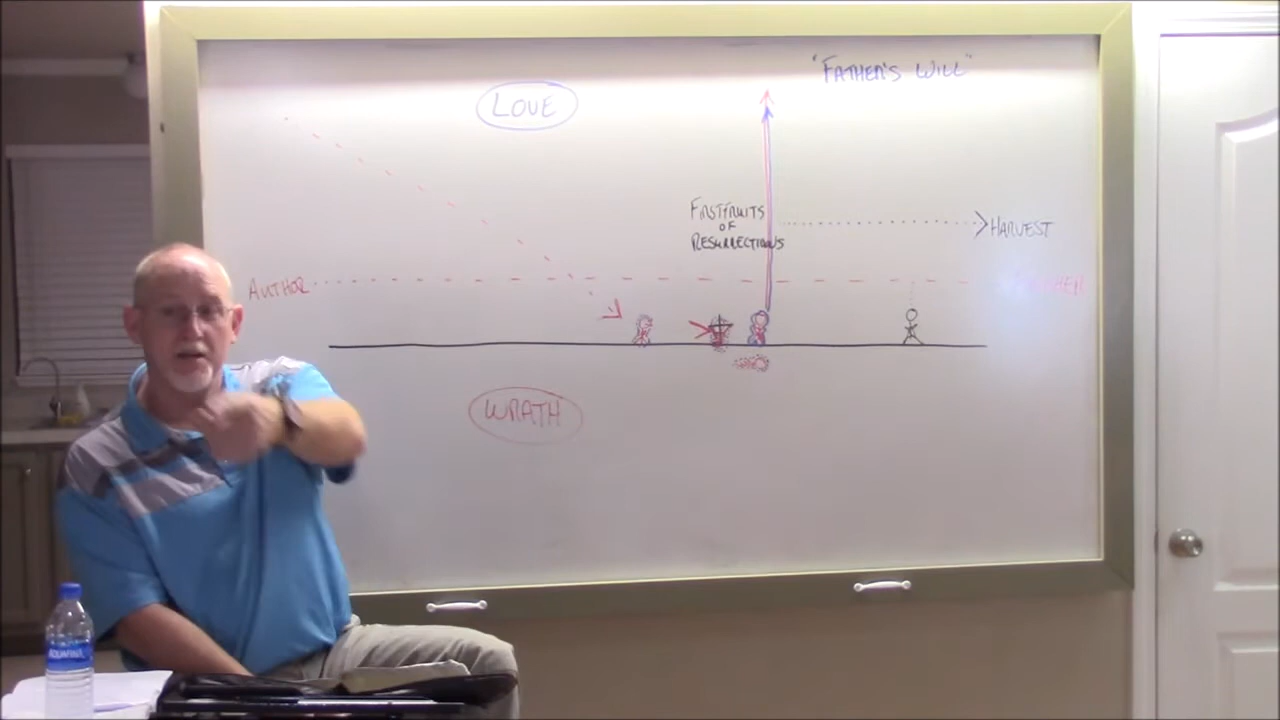 "FATHER'S WILL"
LOVE
FIRSTFRUITS
OF
RESURRECTIONS
HARVEST
AUTHOR
WRATH
AQUAFINA